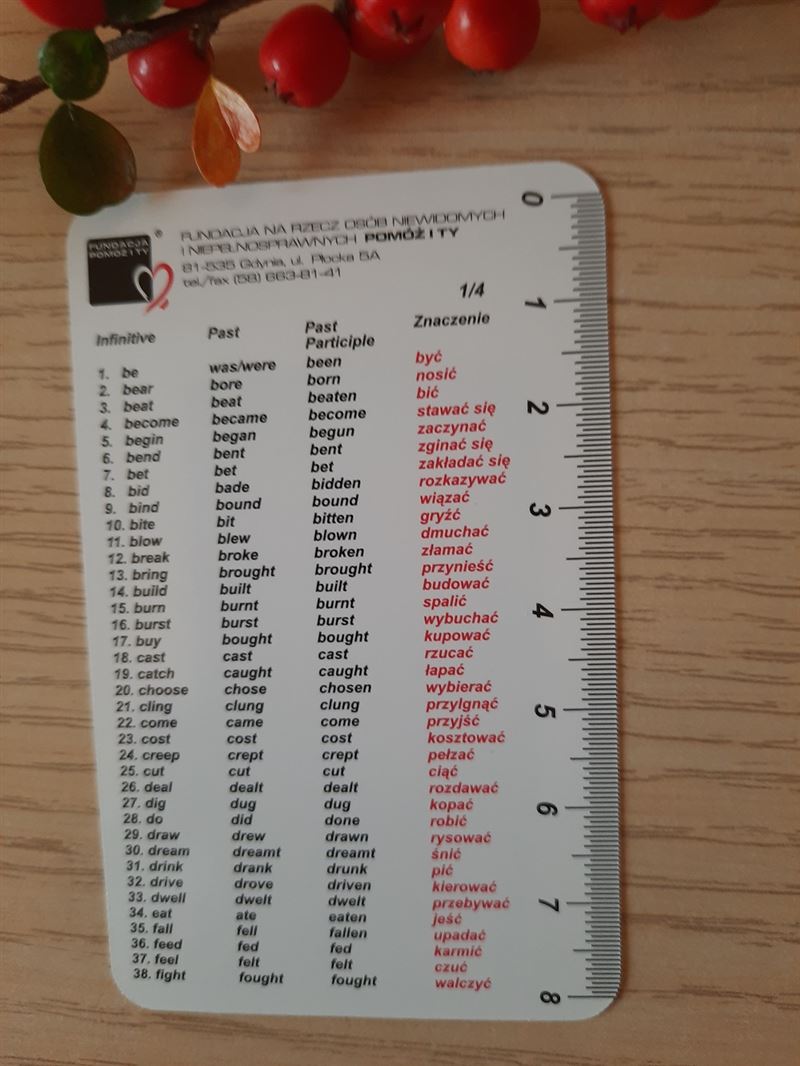 FUNDACJA
POMÓŻ I TY
®
FUNDACJA NA RZECZ OSÓB NIEWIDOMYCH
I NIEPEŁNOSPRAWNYCH POMÓŻ I TY
81-535 Gdynia, ul. Płocka 5A
tel./fax (58) 663-81-41
1/4
Infinitive Past Past Participle Znaczenie
1. be was/were been być
2. bear bore born nosić
3. beat beat beaten bić
4. become became become stawać się
5. begin began begun zaczynać
6. bend bent bent zginać się
7. bet bet bet zakładać się
8. bid bade bidden rozkazywać
9. bind bound bound wiązać
10. bite bit bitten gryźć
11. blow blew blown dmuchać
12. break broke broken złamać
13. bring brought brought przynieść
14. build built built budować
15. burn burnt burnt spalić
16. burst burst burst wybuchać
17. buy bought bought kupować
18. cast cast cast rzucać
19. catch caught caught łapać
20. choose chose chosen wybierać
21. cling clung clung przylgnąć
22. come came come przyjść
23. cost cost cost kosztować
24. creep crept crept pełzać
25. cut cut cut ciąć
26. deal dealt dealt rozdawać
27. dig dug dug kopać
28. do did done robić
29. draw drew drawn rysować
30. dream dreamt dreamt śnić
31. drink drank drunk pić
32. drive drove driven kierować
33. dwell dwelt dwelt przebywać
34. eat ate eaten jeść
35. fall fell fallen upadać
36. feed fed fed karmić
37. feel felt felt czuć
38. fight fought fought walczyć
0
1
2
3
4
5
6
7
8